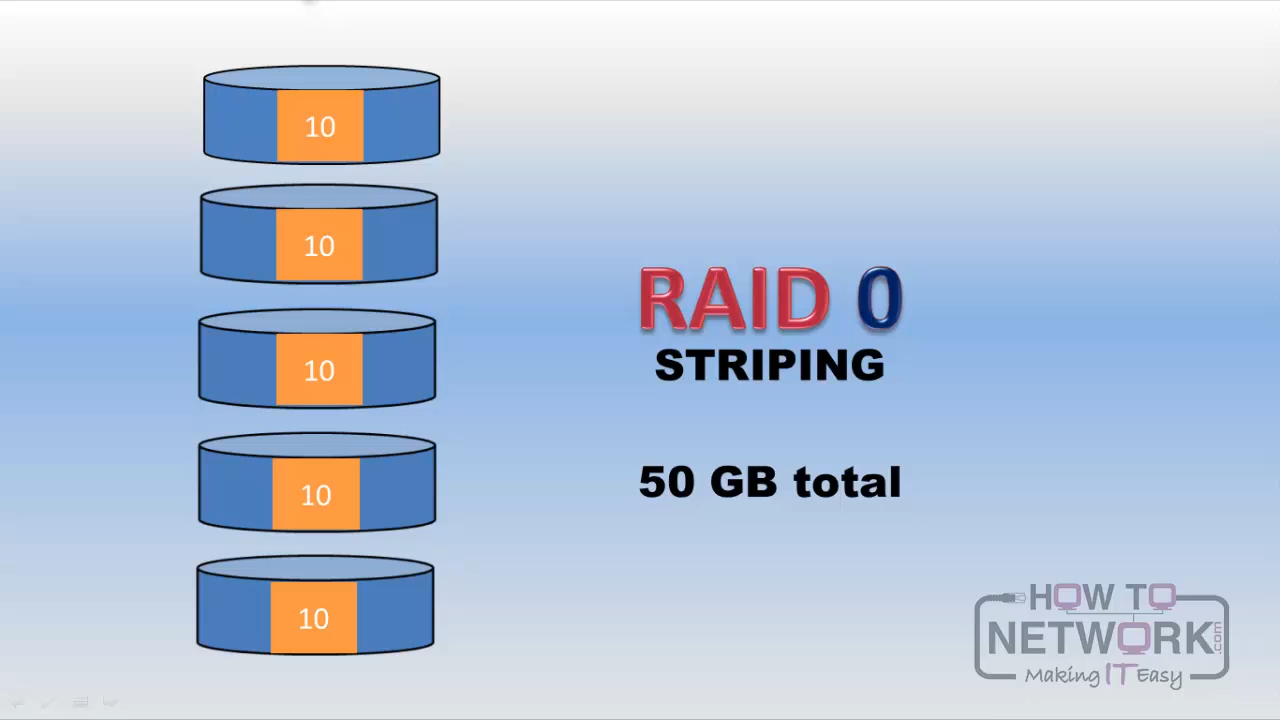 10
10
10
10
10
RAID 0
STRIPING
50 GB total
HOW TO
NETWORK.com
Making IT Easy